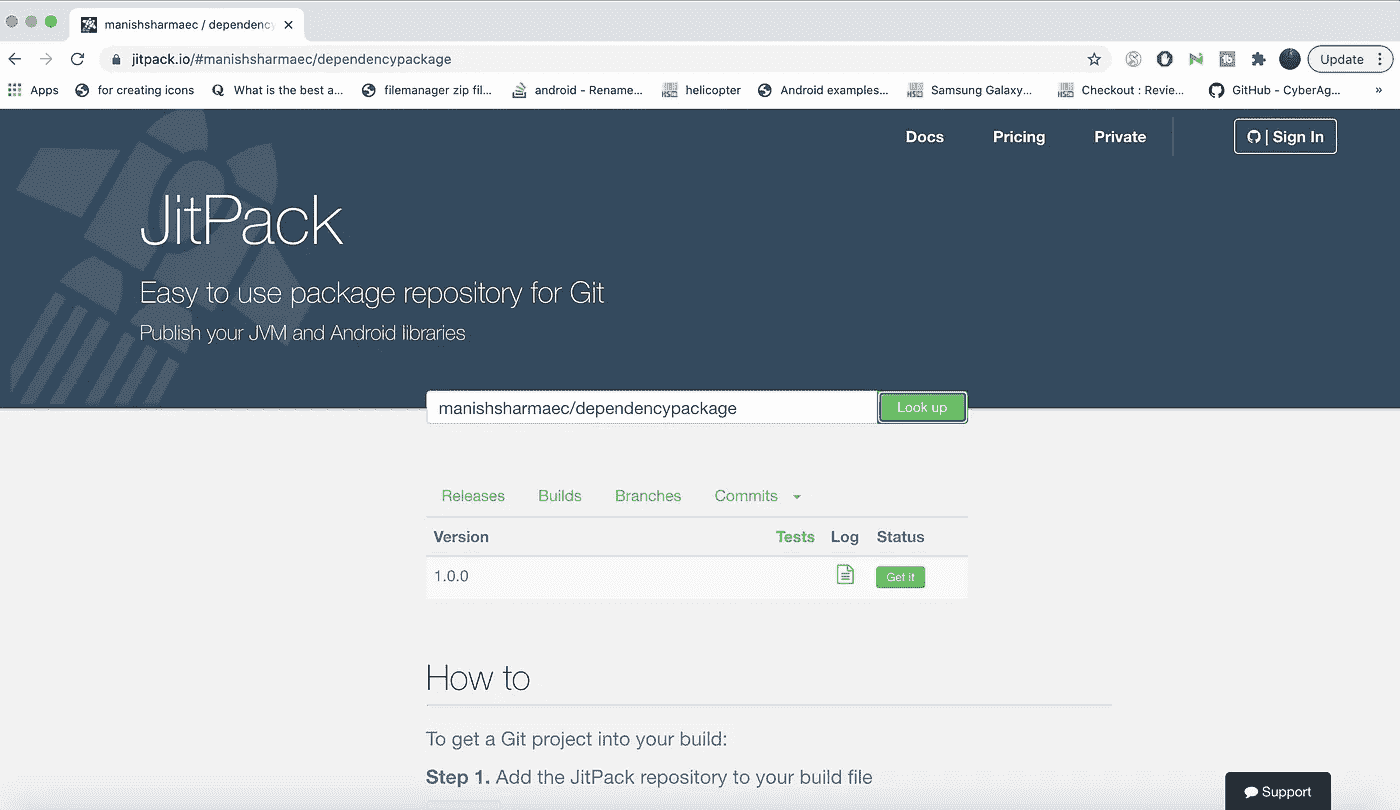 manishsharmaec / dependency
jitpack.io/#manishsharmaec/dependencypackage
Update
Apps
for creating icons
What is the best a...
filemanager zip fil...
android - Rename...
helicopter
Android examples...
Samsung Galaxy...
Checkout : Revie...
GitHub - CyberAg...
»
Docs
Pricing
Private
| Sign In
JitPack
Easy to use package repository for Git
Publish your JVM and Android libraries
manishsharmaec/dependencypackage
Look up
Releases
Builds
Branches
Commits
Version
Tests
Log
Status
1.0.0
Get it
How to
To get a Git project into your build:
Step 1. Add the JitPack repository to your build file
Support